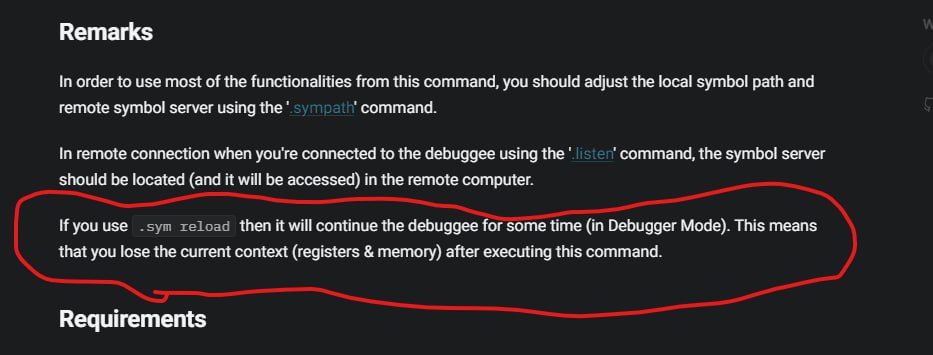 Remarks
In order to use most of the functionalities from this command, you should adjust the local symbol path and
remote symbol server using the '.sympath' command.
In remote connection when you're connected to the debuggee using the '.listen' command, the symbol server
should be located (and it will be accessed) in the remote computer.
If you use .sym reload then it will continue the debuggee for some time (in Debugger Mode). This means
that you lose the current context (registers & memory) after executing this command.
Requirements